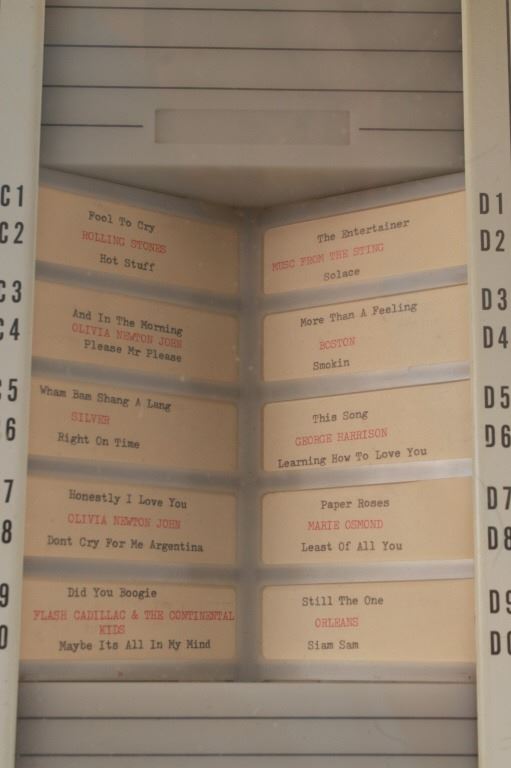 C1
C2
Fool To Cry
ROLLING STONES
Hot Stuff
C3
C4
And In The Morning
OLIVIA NEWTON JOHN
Please Mr Please
C5
6
Wham Bam Shang A Lang
SILVER
Right On Time
7
8
Honestly I Love You
OLIVIA NEWTON JOHN
Dont Cry For Me Argentina
9
0
Did You Boogie
FLASH CADILLAC & THE CONTINENTAL
KIDS
Maybe Its All In My Mind
D1
D2
The Entertainer
MUSC FROM THE STING
Solace
D3
D4
More Than A Feeling
BOSTON
Smokin
D5
D6
This Song
GEORGE HARRISON
Learning How To Love You
D7
D8
Paper Roses
MARIE OSMOND
Least Of All You
D9
D0
Still The One
ORLEANS
Siam Sam